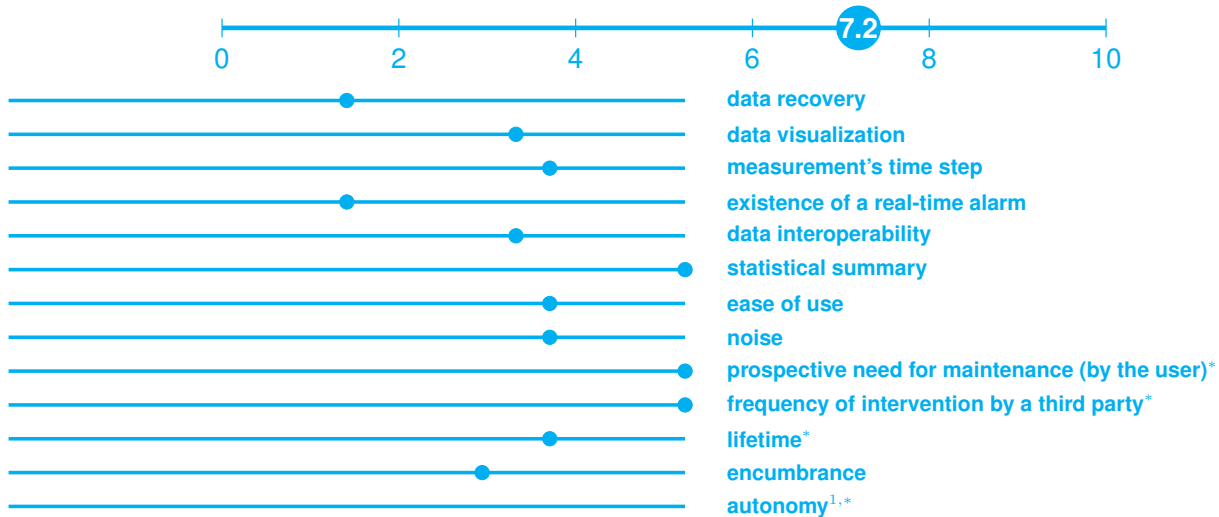 7.2
0 2 4 6 8 10
data recovery
data visualization
measurement's time step
existence of a real-time alarm
data interoperability
statistical summary
ease of use
noise
prospective need for maintenance (by the user)*
frequency of intervention by a third party*
lifetime*
encumbrance
autonomy1,*